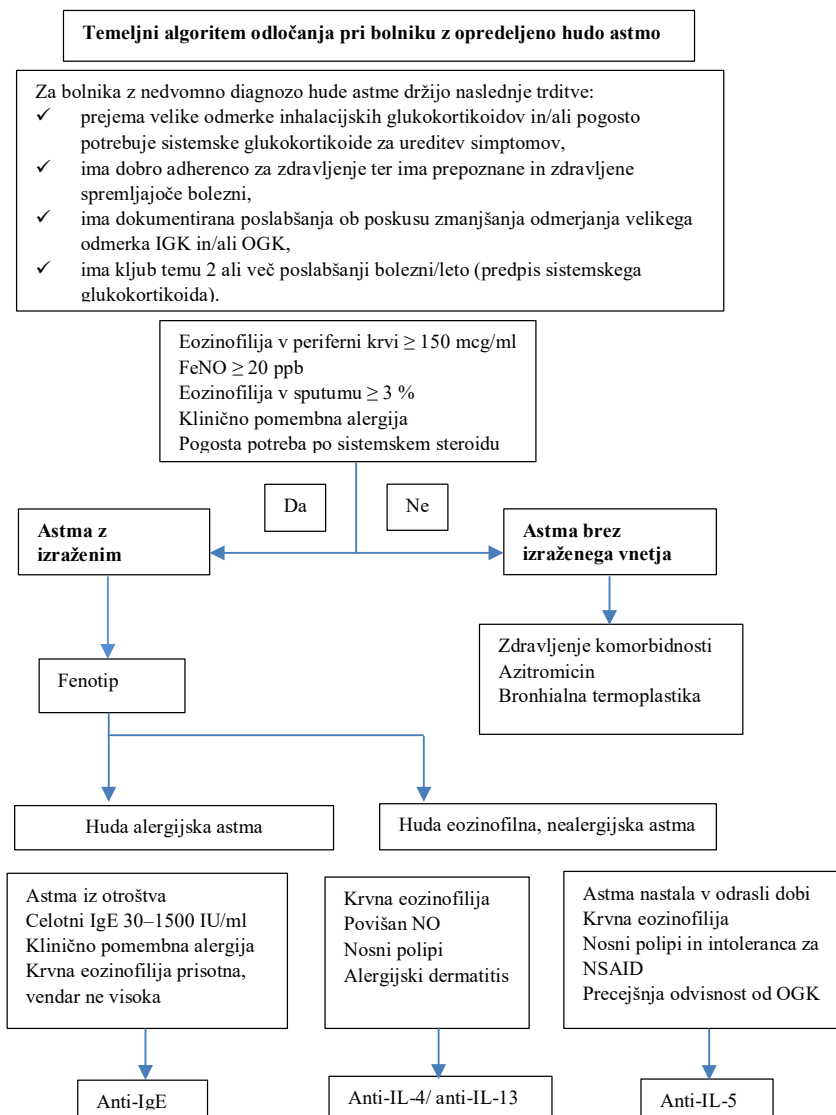 Temeljni algoritem odločanja pri bolniku z opredeljeno hudo astmo
Za bolnika z nedvomno diagnozo hude astme držijo naslednje trditve:
✓ prejema velike odmerke inhalacijskih glukokortikoidov in/ali pogosto
potrebuje sistemske glukokortikoide za ureditev simptomov,
✓ ima dobro adherenco za zdravljenje ter ima prepoznane in zdravljene
spremljajoče bolezni,
✓ ima dokumentirana poslabšanja ob poskusu zmanjšanja odmerjanja velikega
odmerka IGK in/ali OGK,
✓ ima kljub temu 2 ali več poslabšanji bolezni/leto (predpis sistemskega
glukokortikoida).
Eozinofilija v periferni krvi ≥ 150 mcg/ml
FeNO ≥ 20 ppb
Eozinofilija v sputumu ≥ 3 %
Klinično pomembna alergija
Pogosta potreba po sistemskem steroidu
Da
Ne
Astma z
izraženim
Astma brez
izraženega vnetja
Fenotip
Zdravljenje komorbidnosti
Azitromicin
Bronhialna termoplastika
Huda alergijska astma
Huda eozinofilna, nealergijska astma
Astma iz otroštva
Celotni IgE 30–1500 IU/ml
Klinično pomembna alergija
Krvna eozinofilija prisotna,
vendar ne visoka
Krvna eozinofilija
Povišan NO
Nosni polipi
Alergijski dermatitis
Astma nastala v odrasli dobi
Krvna eozinofilija
Nosni polipi in intoleranca za
NSAID
Precejšnja odvisnost od OGK
Anti-IgE
Anti-IL-4/ anti-IL-13
Anti-IL-5